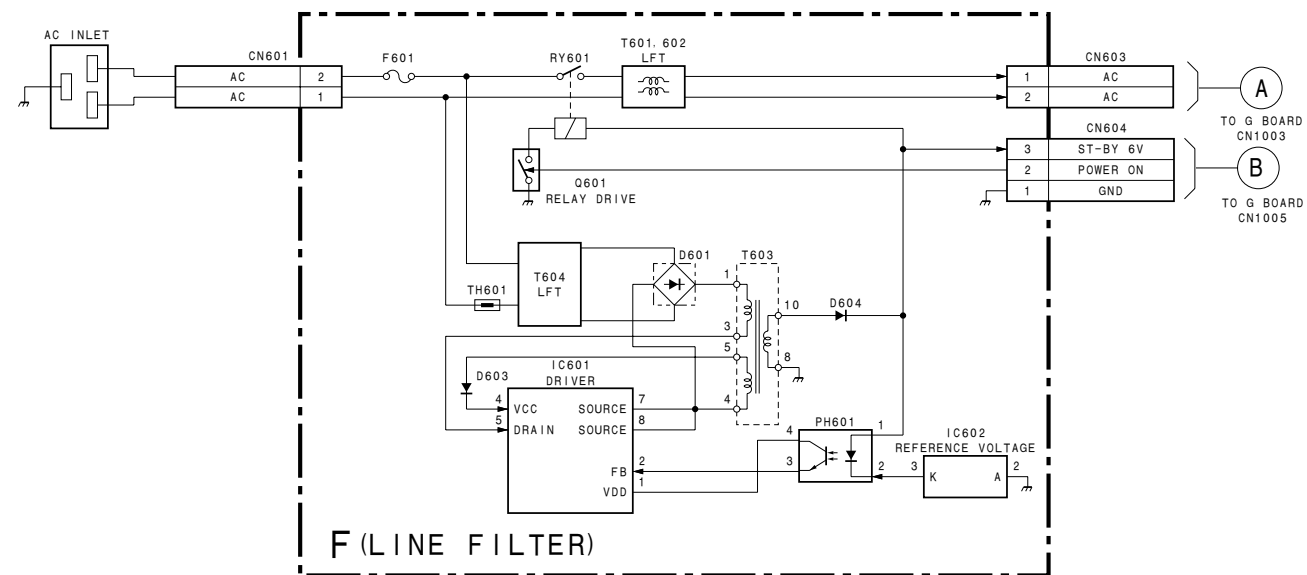 AC INLET
CN601
AC 2
AC 1
F601
RY601
T601, 602
LFT
CN603
1 AC
2 AC
A
TO G BOARD
CN1003
CN604
3 ST-BY 6V
2 POWER ON
1 GND
B
TO G BOARD
CN1005
Q601
RELAY DRIVE
T604
LFT
TH601
D601
T603
1
3
5
4
10
8
D604
D603
IC601
DRIVER
4 VCC
5 DRAIN
SOURCE 7
SOURCE 8
FB 2
VDD 1
PH601
4
3
1
2
IC602
REFERENCE VOLTAGE
3 K
A 2
F (LINE FILTER)